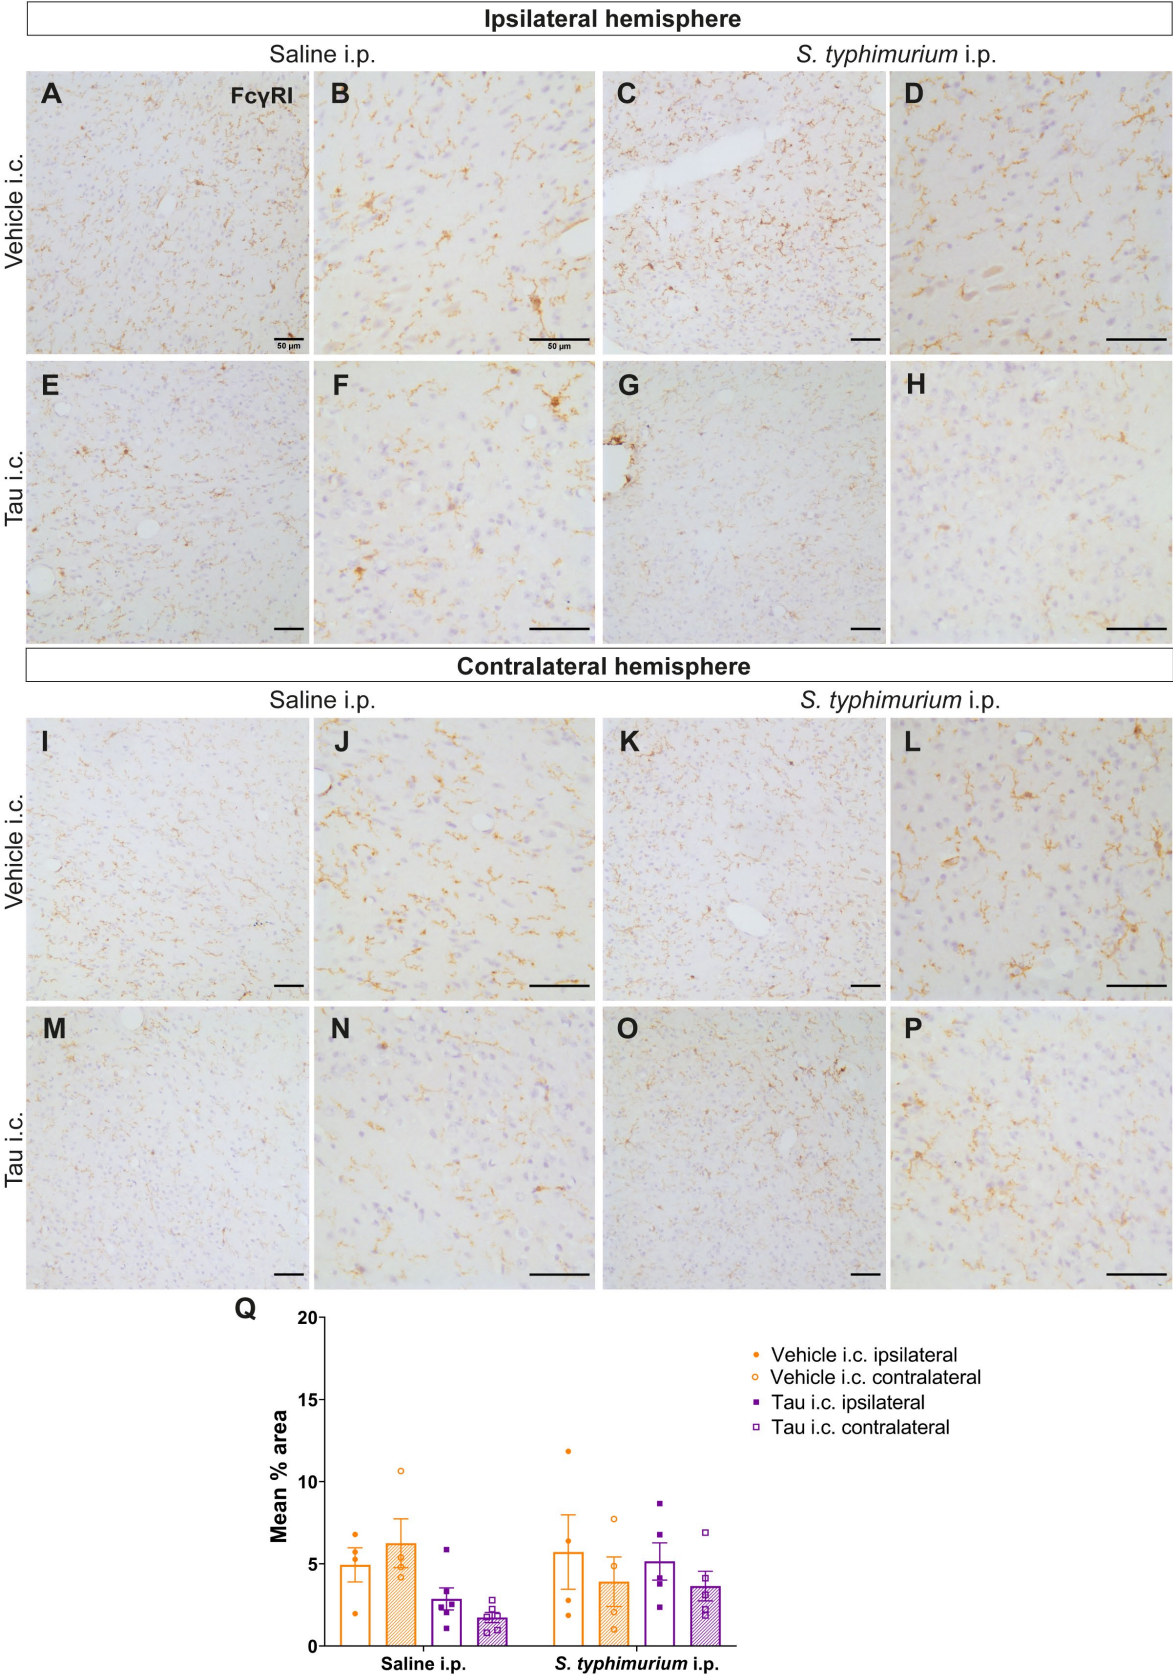 Ipsilateral hemisphere
Saline i.p.
S. typhimurium i.p.
Vehicle i.c.
A
FcγRI
B
C
D
50 µm
50 µm
Tau i.c.
E
F
G
H
Contralateral hemisphere
Saline i.p.
S. typhimurium i.p.
Vehicle i.c.
I
J
K
L
Tau i.c.
M
N
O
P
Q
Mean % area
20
15
10
5
0
Saline i.p.
S. typhimurium i.p.
Vehicle i.c. ipsilateral
Vehicle i.c. contralateral
Tau i.c. ipsilateral
Tau i.c. contralateral